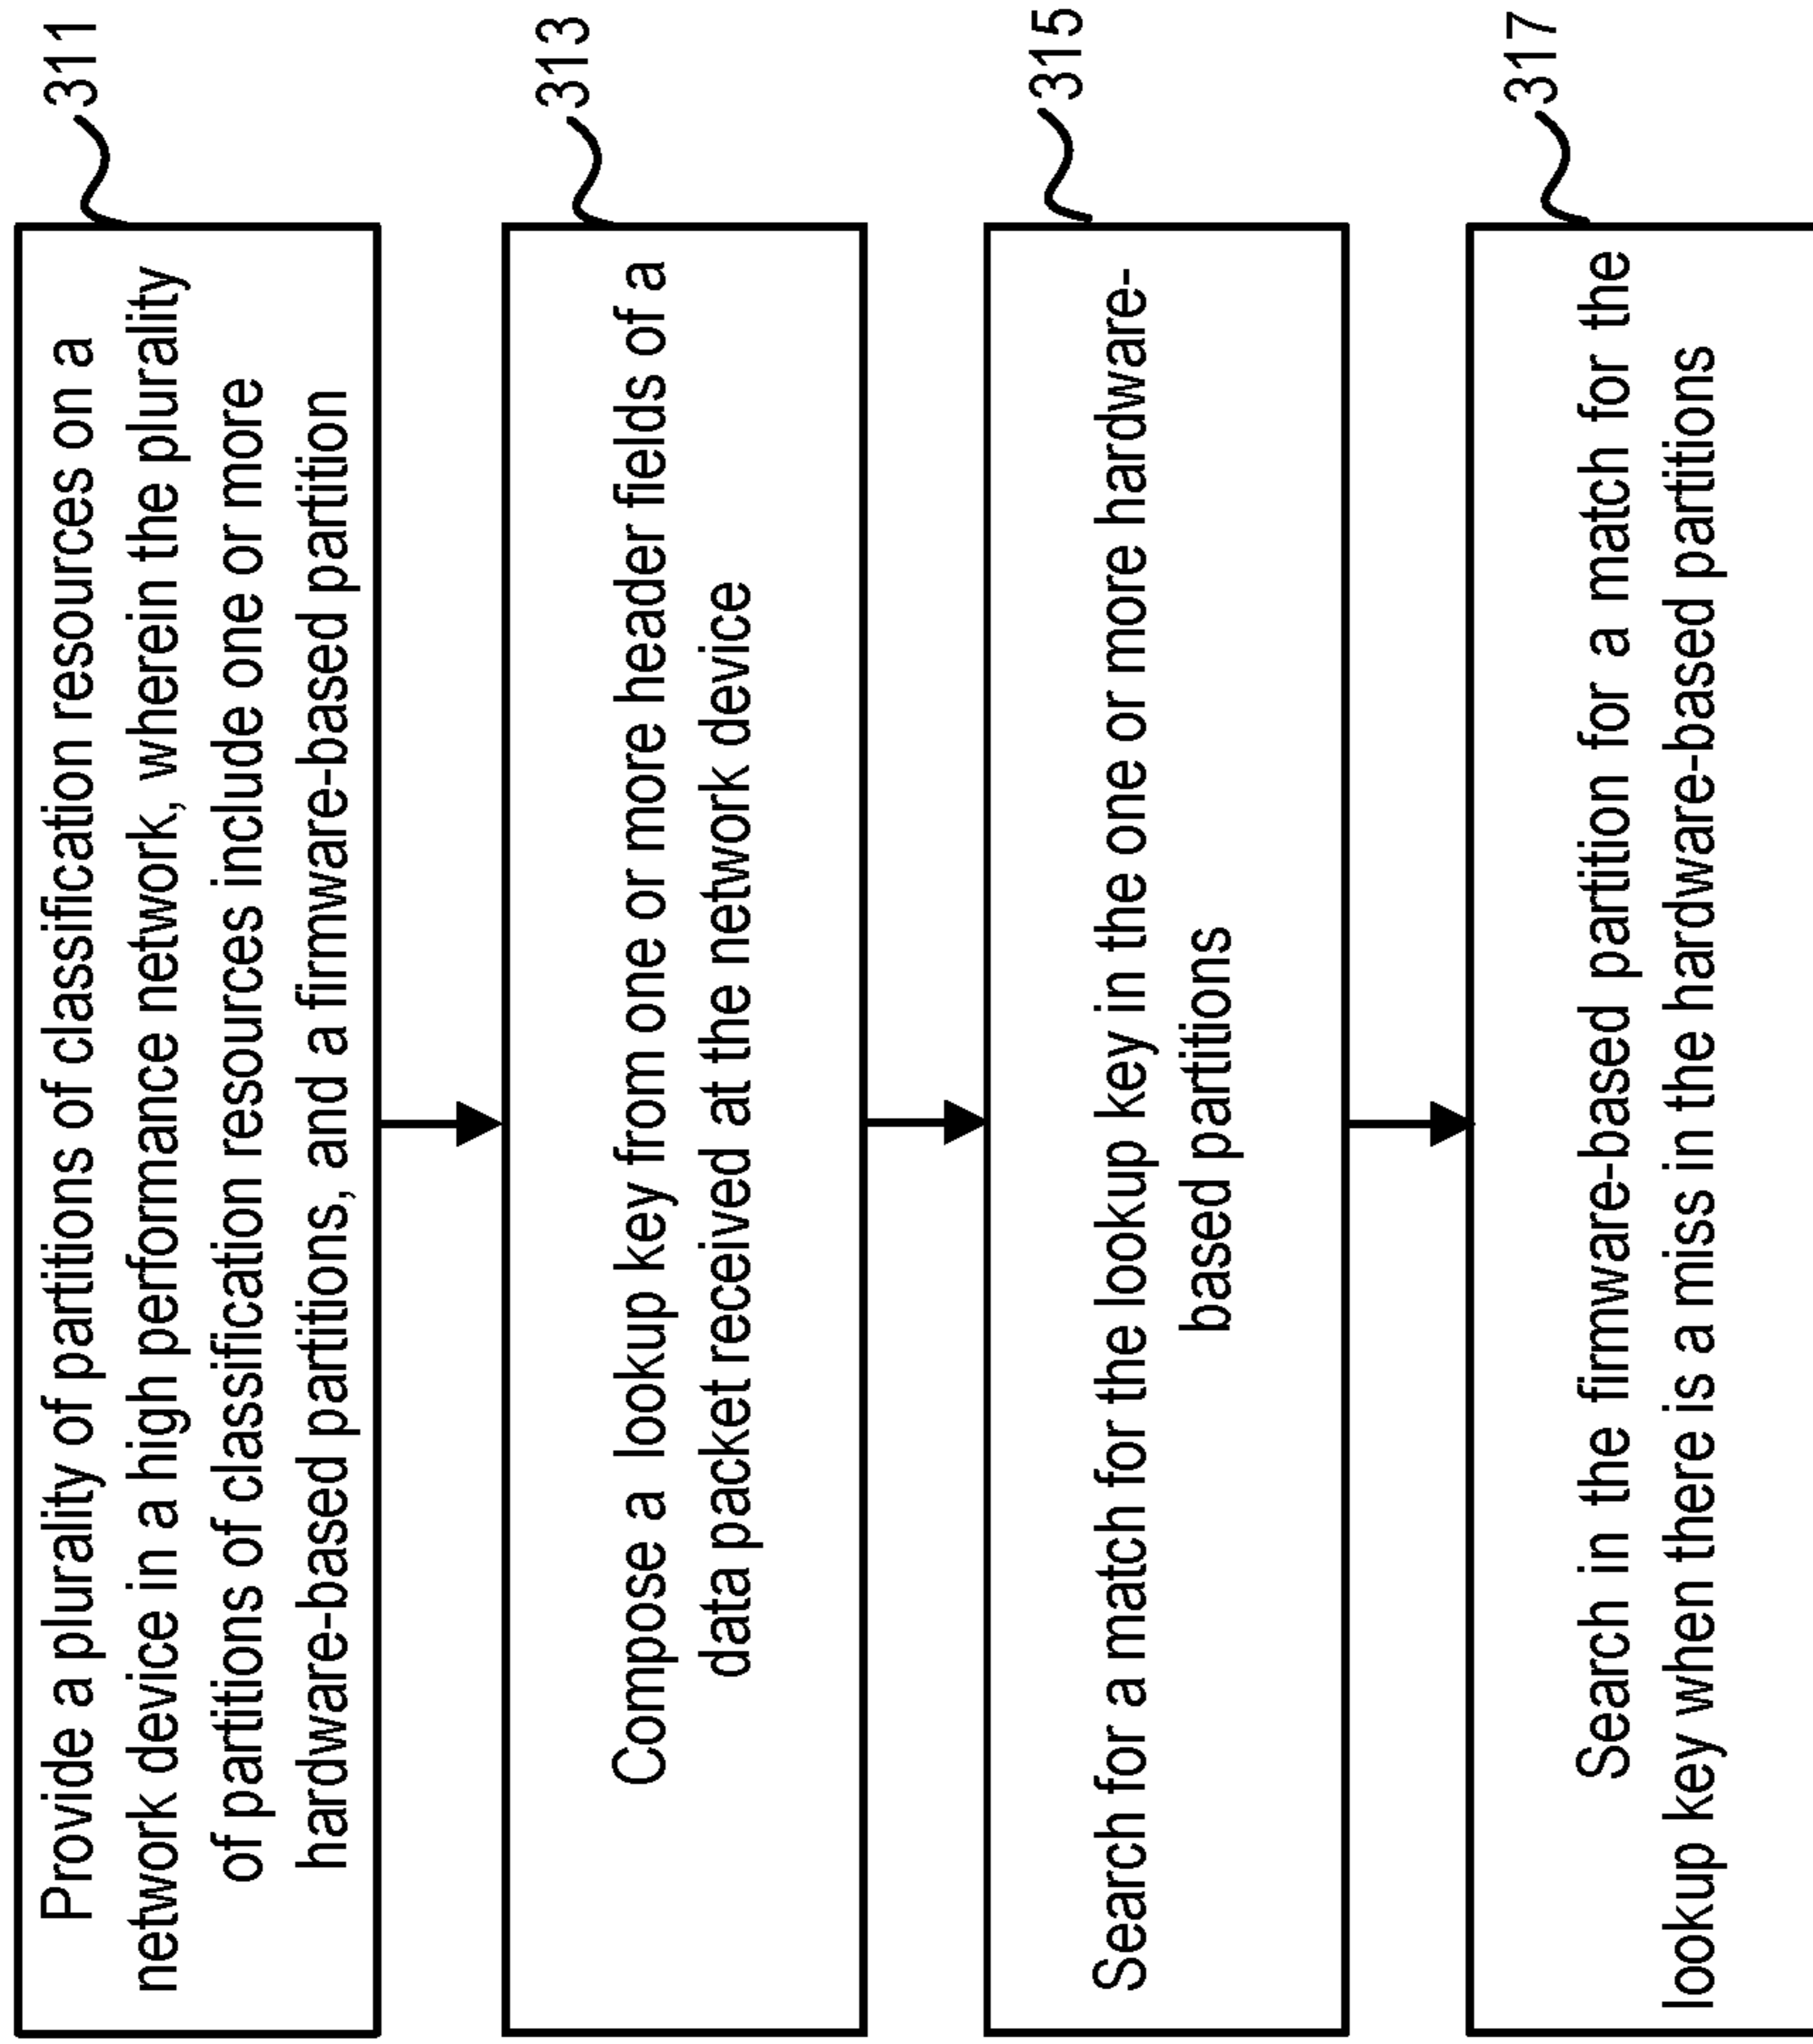 311
Provide a plurality of partitions of classification resources on a
network device in a high performance network, wherein the plurality
of partitions of classification resources include one or more
hardware-based partitions, and a firmware-based partition
313
Compose a lookup key from one or more header fields of a
data packet received at the network device
315
Search for a match for the lookup key in the one or more hardware-
based partitions
317
Search in the firmware-based partition for a match for the
lookup key when there is a miss in the hardware-based partitions